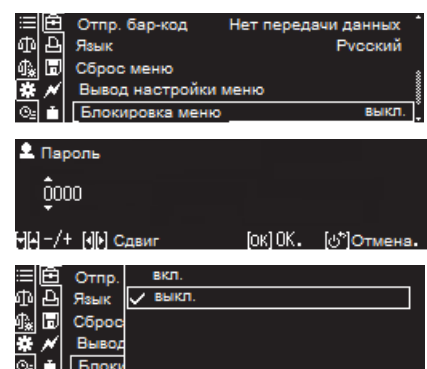 Отпр. бар-код Нет передачи данных
Язык Русский
Сброс меню
Вывод настройки меню
Блокировка меню выкл.
Пароль
0000
-/+ Сдвиг [OK] OK. Отмена.
Отпр. вкл.
Язык ✓ выкл.
Сброс
Вывод
Блоки